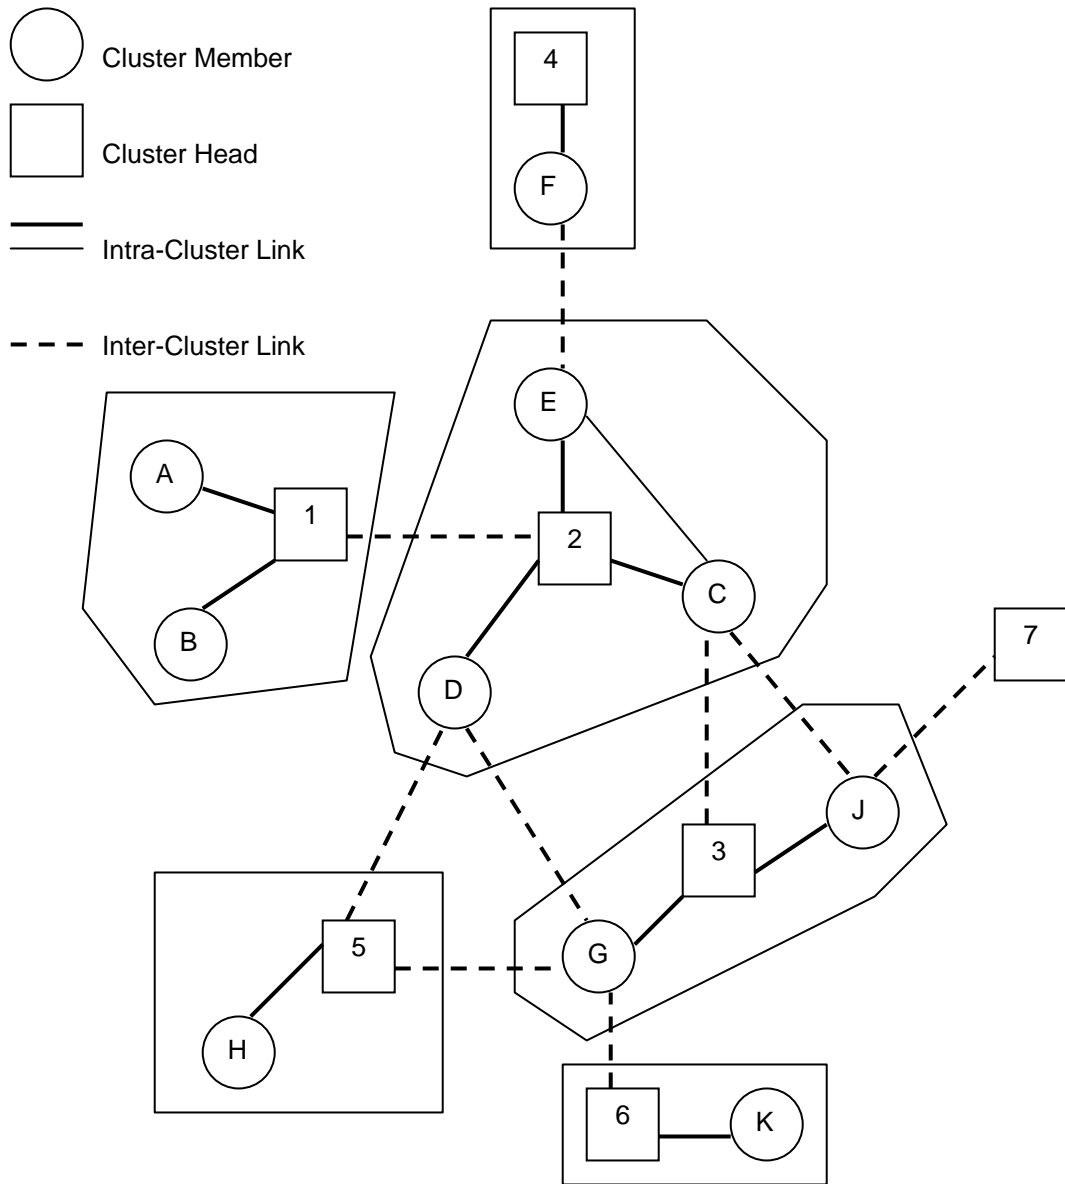 Cluster Member
Cluster Head
Intra-Cluster Link
Inter-Cluster Link
4
F
E
A
1
2
C
B
7
D
J
3
5
G
H
6
K